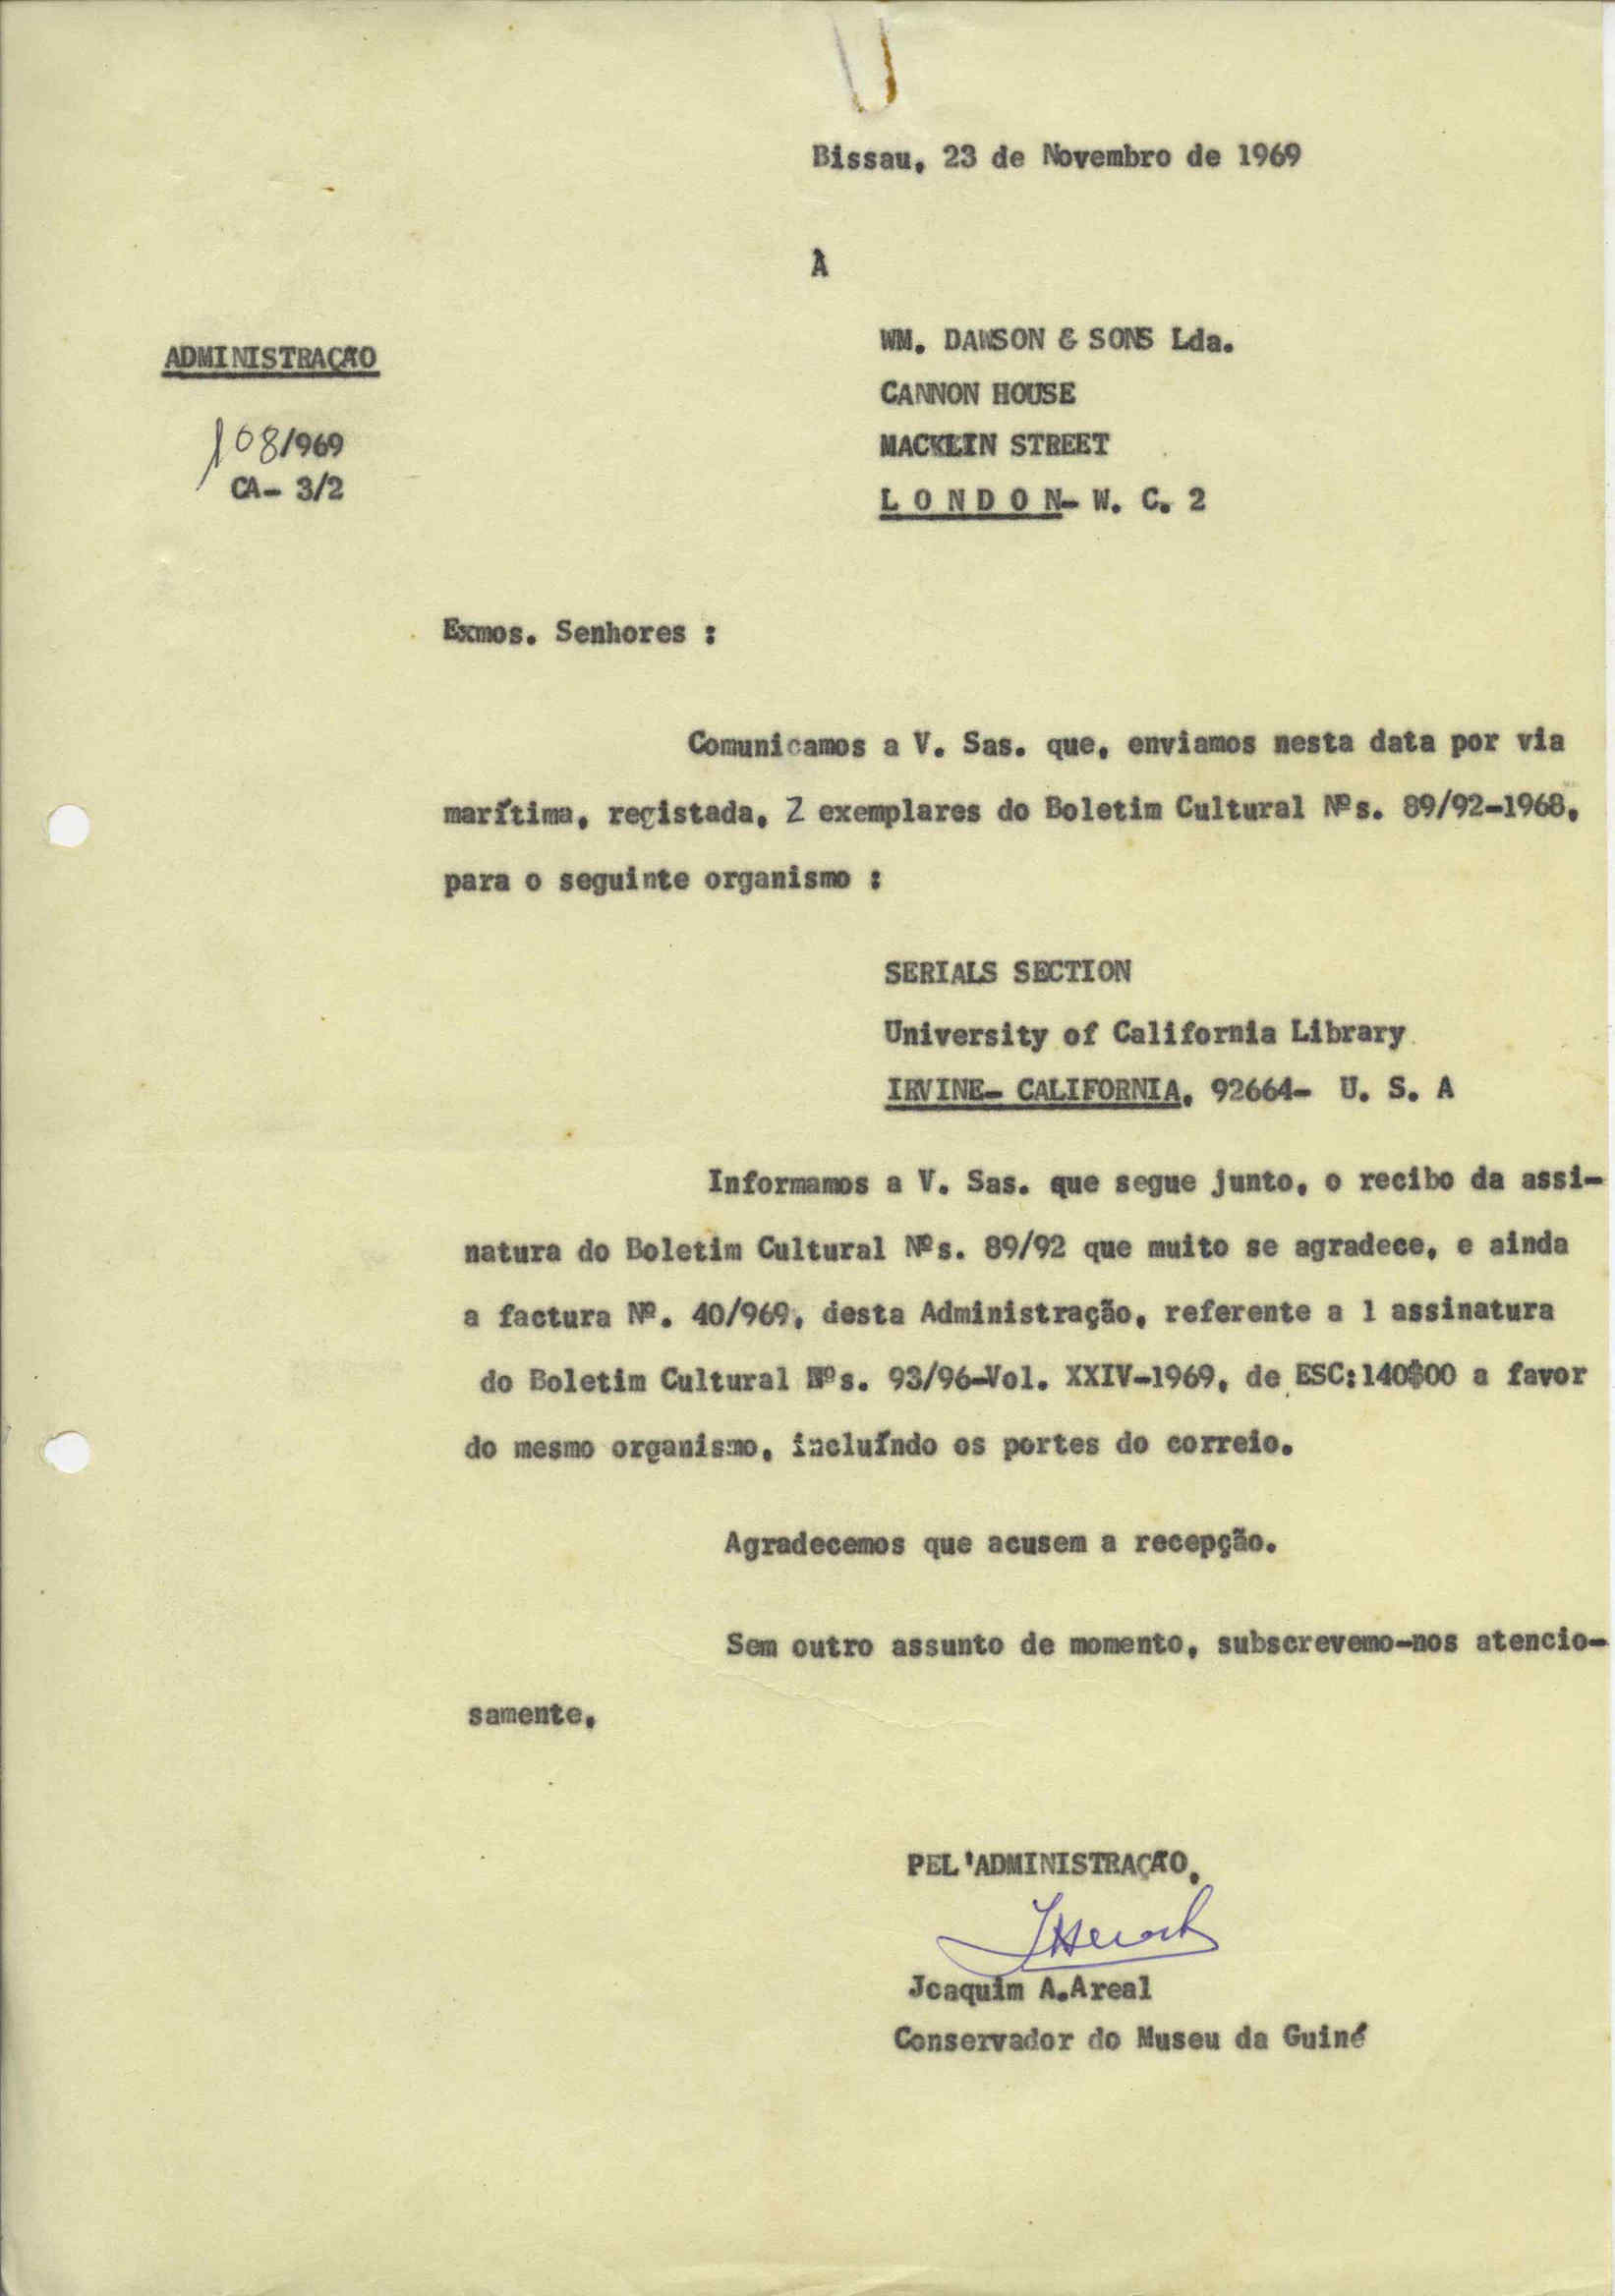 Bissau, 23 de Novembro de 1969
À
WM. DAWSON & SONS Lda.
ADMINISTRAÇÃO
CANNON HOUSE
108/969
MACKLIN STREET
CA- 3/2
L O N D O N- W. C. 2
Exmos. Senhores :
Comunicamos a V. Sas. que, enviamos nesta data por via
marítima, registada, 2 exemplares do Boletim Cultural Nºs. 89/92-1968,
para o seguinte organismo :
SERIALS SECTION
University of California Library
IRVINE- CALIFORNIA, 92664- U. S. A
Informamos a V. Sas. que segue junto, o recibo da assi-
natura do Boletim Cultural Nºs. 89/92 que muito se agradece, e ainda
a factura Nº. 40/969, desta Administração, referente a 1 assinatura
do Boletim Cultural Nºs. 93/96-Vol. XXIV-1969, de ESC:140$00 a favor
do mesmo organismo, incluíndo os portes do correio.
Agradecemos que acusem a recepção.
Sem outro assunto de momento, subscrevemo-nos atencio-
samente,
PEL'ADMINISTRAÇÃO,
Joaquim A.Areal
Conservador do Museu da Guiné